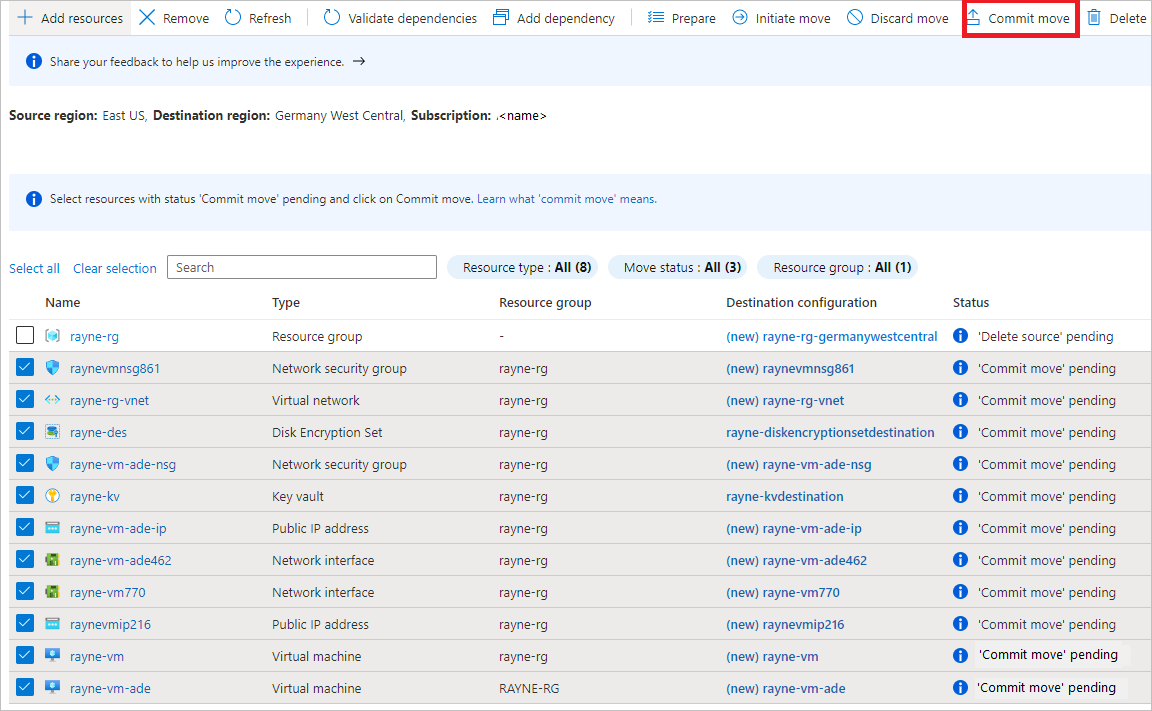 Add resources Remove Refresh Validate dependencies Add dependency Prepare Initiate move Discard move Commit move Delete
Share your feedback to help us improve the experience. →
Source region: East US, Destination region: Germany West Central, Subscription: .<name>
Select resources with status 'Commit move' pending and click on Commit move. Learn what 'commit move' means.
Select all Clear selection Search Resource type : All (8) Move status : All (3) Resource group : All (1)
Name Type Resource group Destination configuration Status
rayne-rg Resource group - (new) rayne-rg-germanywestcentral 'Delete source' pending
raynevmnsg861 Network security group rayne-rg (new) raynevmnsg861 'Commit move' pending
rayne-rg-vnet Virtual network rayne-rg (new) rayne-rg-vnet 'Commit move' pending
rayne-des Disk Encryption Set rayne-rg rayne-diskencryptionsetdestination 'Commit move' pending
rayne-vm-ade-nsg Network security group rayne-rg (new) rayne-vm-ade-nsg 'Commit move' pending
rayne-kv Key vault rayne-rg rayne-kvdestination 'Commit move' pending
rayne-vm-ade-ip Public IP address rayne-rg (new) rayne-vm-ade-ip 'Commit move' pending
rayne-vm-ade462 Network interface rayne-rg (new) rayne-vm-ade462 'Commit move' pending
rayne-vm770 Network interface rayne-rg (new) rayne-vm770 'Commit move' pending
raynevmip216 Public IP address rayne-rg (new) raynevmip216 'Commit move' pending
rayne-vm Virtual machine rayne-rg (new) rayne-vm 'Commit move' pending
rayne-vm-ade Virtual machine RAYNE-RG (new) rayne-vm-ade 'Commit move' pending